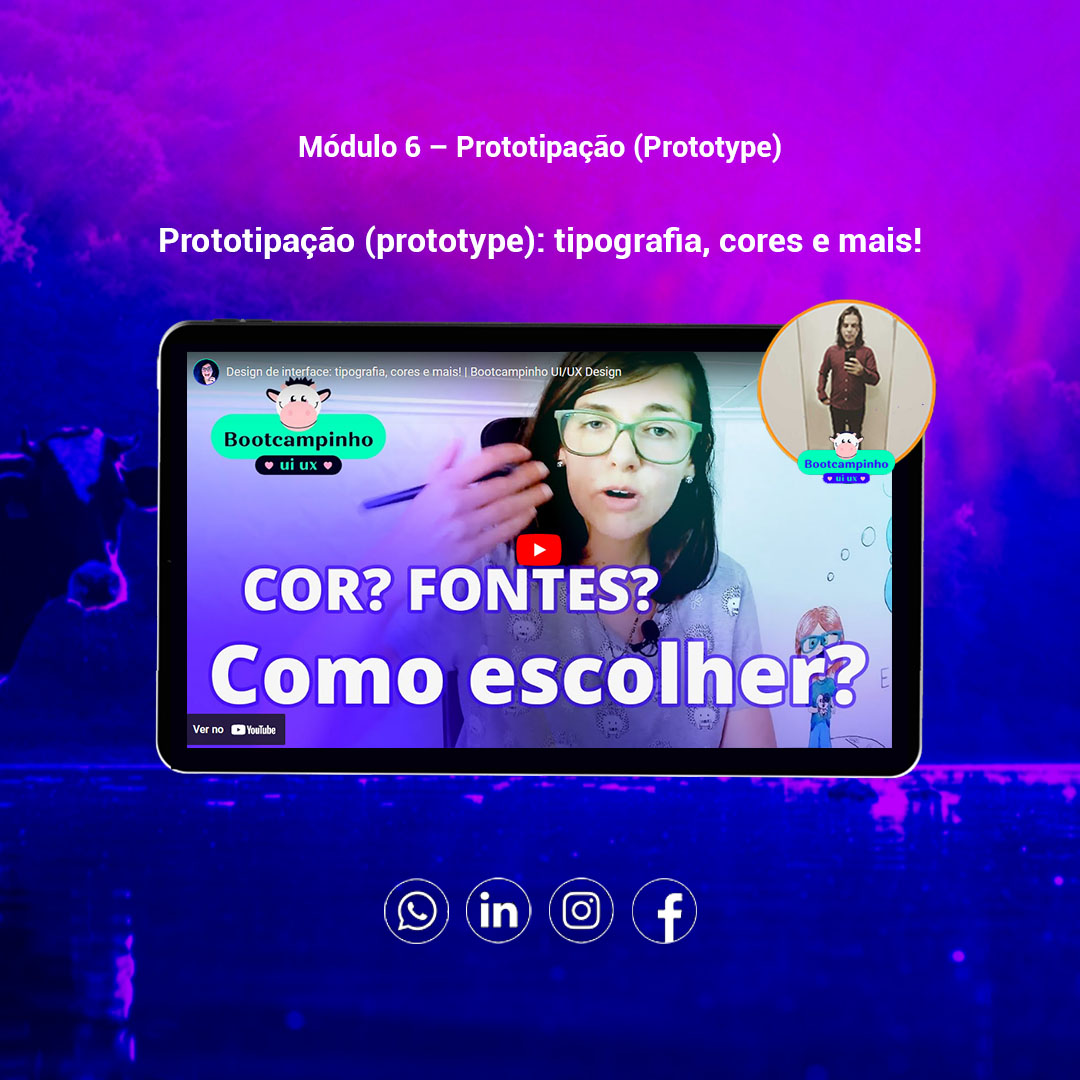 Módulo 6 – Prototipação (Prototype)
Prototipação (prototype): tipografia, cores e mais!
Design de interface: tipografia, cores e mais! | Bootcampinho UI/UX Design
Bootcampinho
ui ux
Bootcampinho
ui ux
COR? FONTES?
Como escolher?
E
Ver no YouTube
in
f